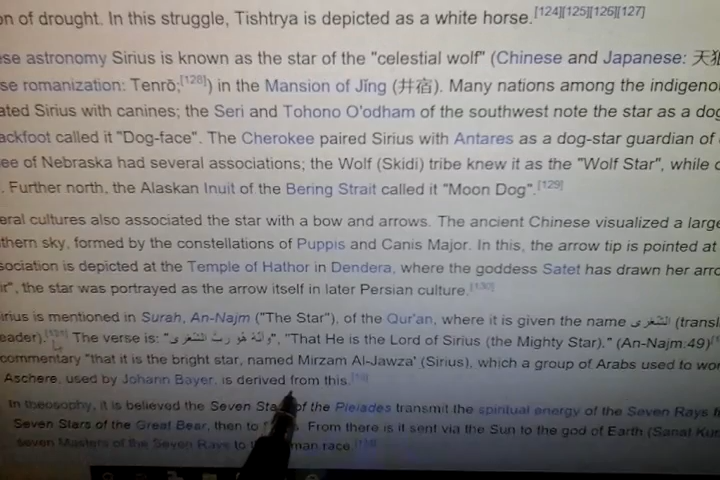 on of drought. In this struggle, Tishtrya is depicted as a white horse.[124][125][126][127]
ese astronomy Sirius is known as the star of the "celestial wolf" (Chinese and Japanese: 天狼
se romanization: Tenrō;[128]) in the Mansion of Jǐng (井宿). Many nations among the indigeno
ated Sirius with canines; the Seri and Tohono O'odham of the southwest note the star as a dog
ackfoot called it "Dog-face". The Cherokee paired Sirius with Antares as a dog-star guardian of
ee of Nebraska had several associations; the Wolf (Skidi) tribe knew it as the "Wolf Star", while
. Further north, the Alaskan Inuit of the Bering Strait called it "Moon Dog".[129]
eral cultures also associated the star with a bow and arrows. The ancient Chinese visualized a large
thern sky, formed by the constellations of Puppis and Canis Major. In this, the arrow tip is pointed at
sociation is depicted at the Temple of Hathor in Dendera, where the goddess Satet has drawn her arro
ir", the star was portrayed as the arrow itself in later Persian culture.[130]
irius is mentioned in Surah, An-Najm ("The Star"), of the Qur'an, where it is given the name الشعرى (transl
eader).[131] The verse is: "وأنه هو رب الشعرى", "That He is the Lord of Sirius (the Mighty Star)." (An-Najm:49)
commentary "that it is the bright star, named Mirzam Al-Jawza' (Sirius), which a group of Arabs used to wor
Aschere, used by Johann Bayer, is derived from this.
In theosophy, it is believed the Seven Sta of the Pleiades transmit the spiritual energy of the Seven Rays
Seven Stars of the Great Bear, then to From there is it sent via the Sun to the god of Earth (Sanat Kum
seven Masters of the Seven Rays to man race.